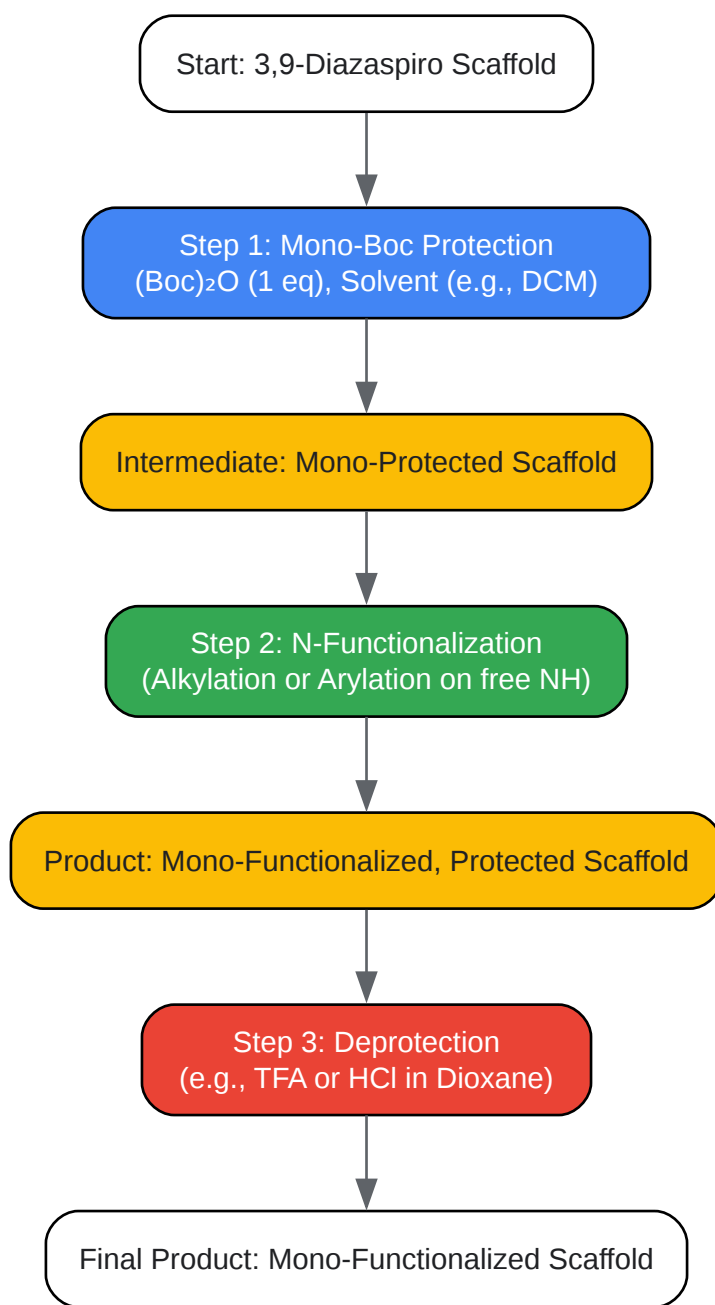 Start: 3,9-Diazaspiro Scaffold
Step 1: Mono-Boc Protection
(Boc)₂O (1 eq), Solvent (e.g., DCM)
Intermediate: Mono-Protected Scaffold
Step 2: N-Functionalization
(Alkylation or Arylation on free NH)
Product: Mono-Functionalized, Protected Scaffold
Step 3: Deprotection
(e.g., TFA or HCl in Dioxane)
Final Product: Mono-Functionalized Scaffold